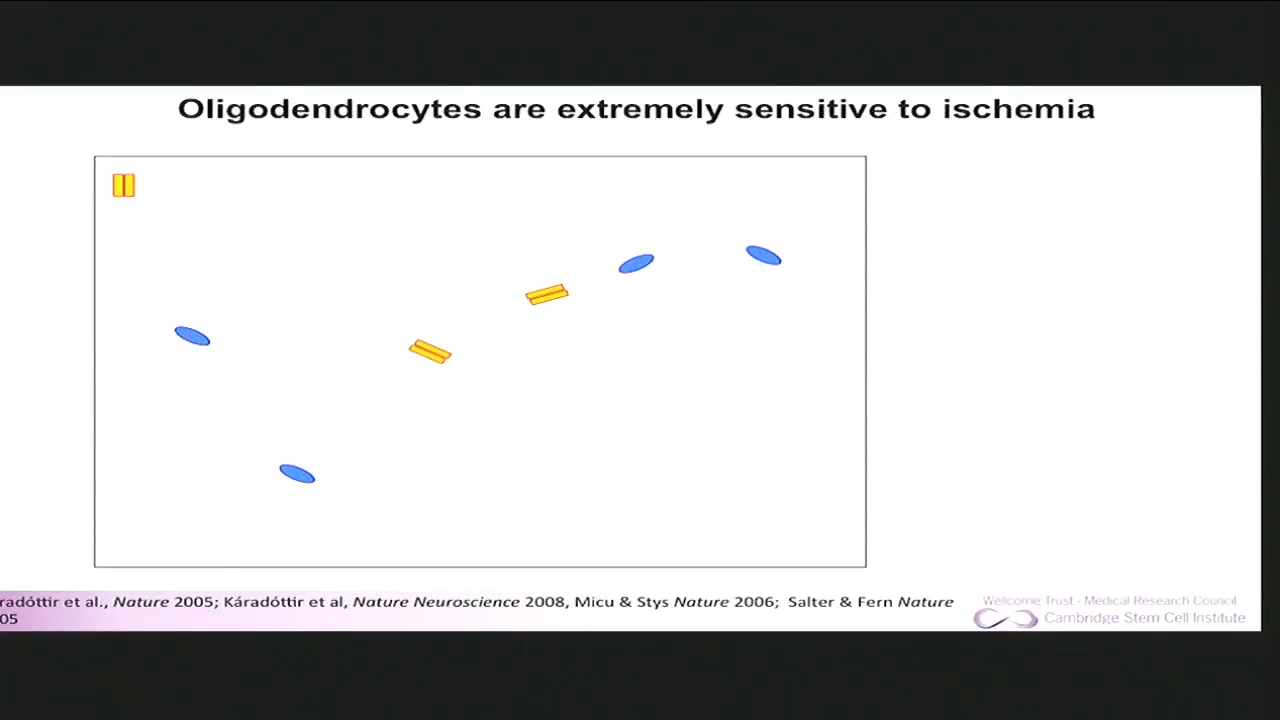 Oligodendrocytes are extremely sensitive to ischemia
radóttir et al., Nature 2005; Káradóttir et al, Nature Neuroscience 2008, Micu & Stys Nature 2006; Salter & Fern Nature
05
Wellcome Trust - Medical Research Council
Cambridge Stem Cell Institute